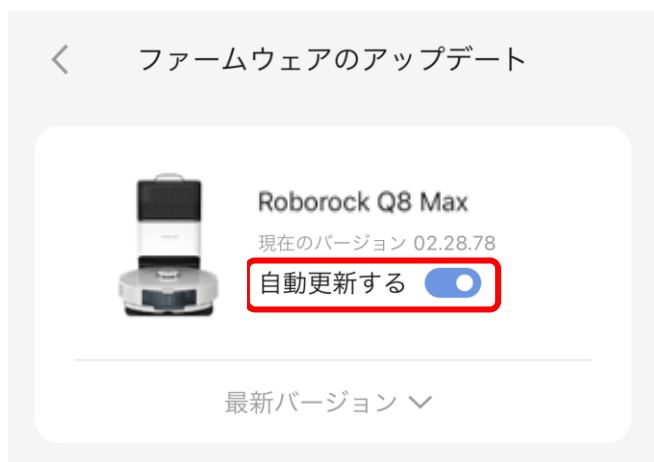 ファームウェアのアップデート
Roborock Q8 Max
現在のバージョン 02.28.78
自動更新する
最新バージョン